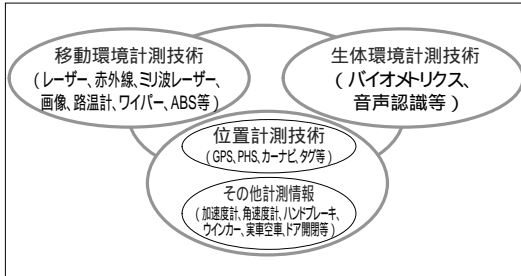 移動環境計測技術
（レーザー、赤外線、ミリ波レーザー、
画像、路温計、ワイパー、ABS等）
生体環境計測技術
（バイオメトリクス、
音声認識等）
位置計測技術
（GPS、PHS、カーナビ、タグ等）
その他計測情報
（加速度計、角速度計、ハンドブレーキ、
ウインカー、実車空車、ドア開閉等）